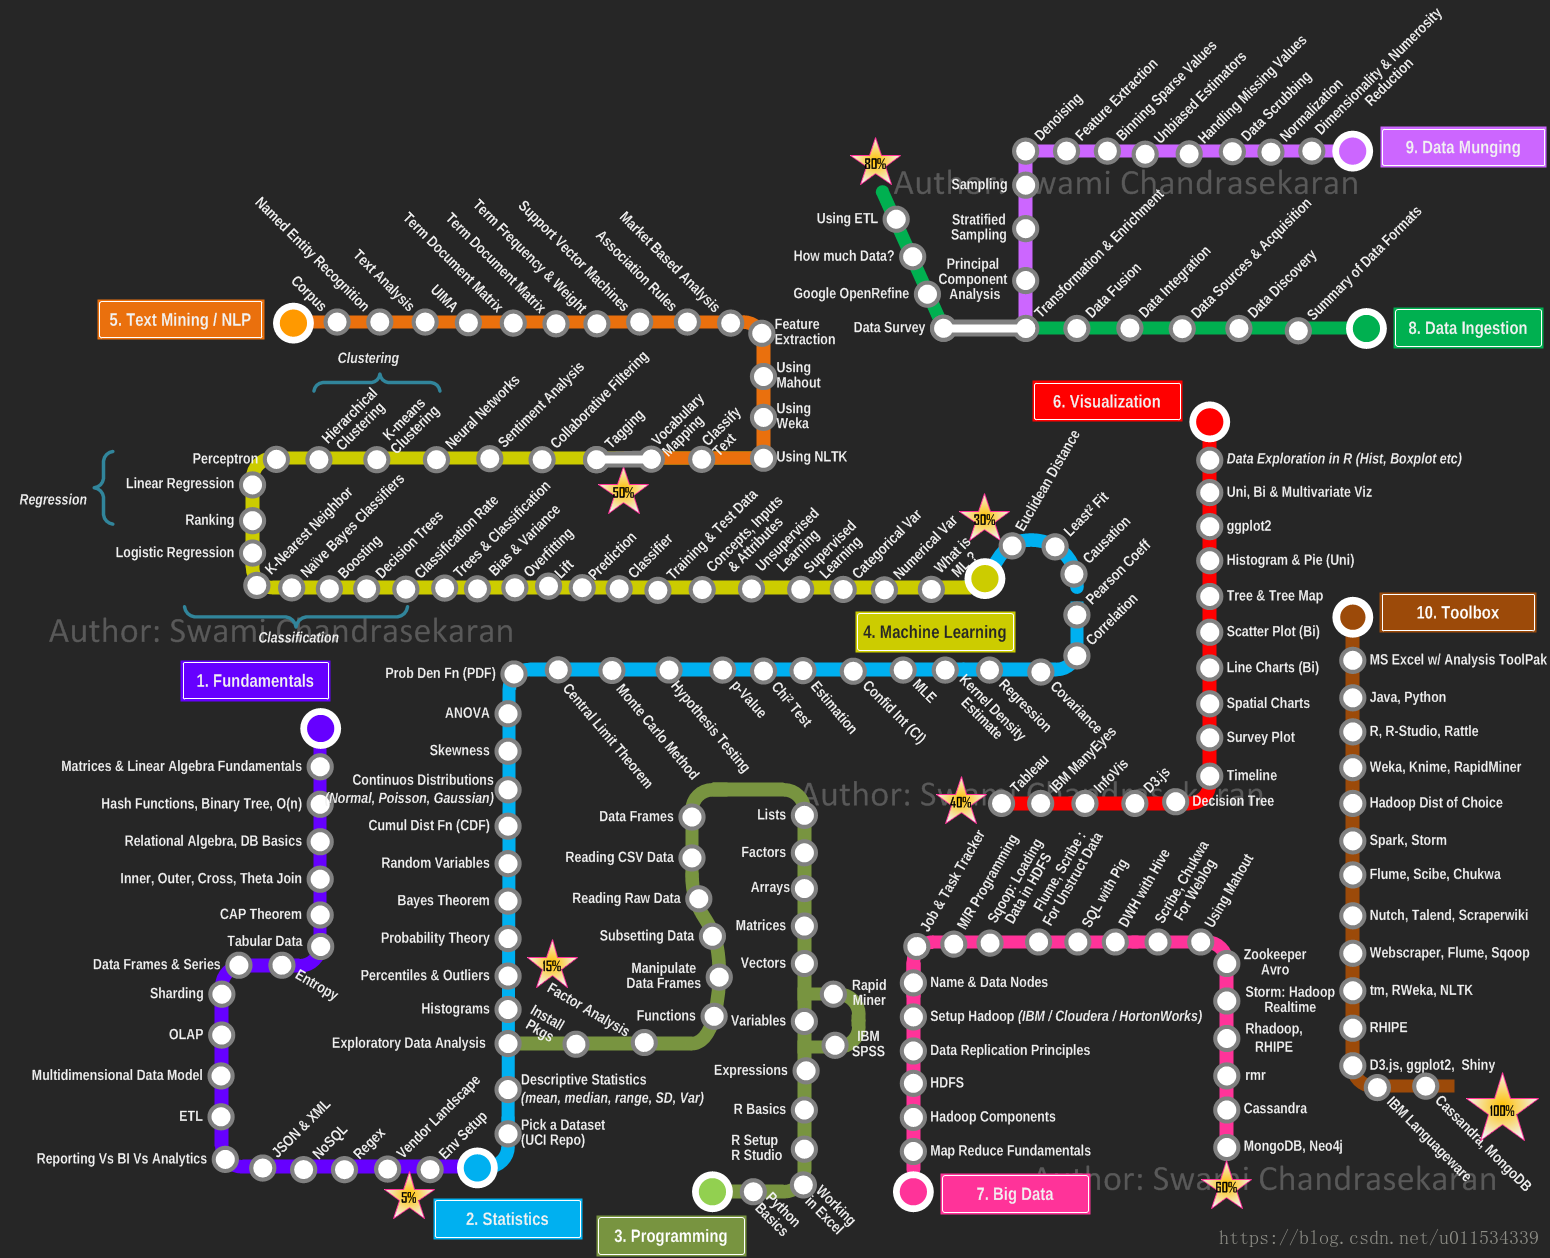 Author: Swami Chandrasekaran
Author: Swami Chandrasekaran
Author: Swami Chandrasekaran
Author: Swami Chandrasekaran
1. Fundamentals
Matrices & Linear Algebra Fundamentals
Hash Functions, Binary Tree, O(n)
Relational Algebra, DB Basics
Inner, Outer, Cross, Theta Join
CAP Theorem
Tabular Data
Entropy
Data Frames & Series
Sharding
OLAP
Multidimensional Data Model
ETL
Reporting Vs BI Vs Analytics
JSON & XML
NoSQL
Regex
Vendor Landscape
Env Setup
5%
2. Statistics
Pick a Dataset
(UCI Repo)
Descriptive Statistics
(mean, median, range, SD, Var)
Exploratory Data Analysis
Histograms
Percentiles & Outliers
Probability Theory
Bayes Theorem
Random Variables
Cumul Dist Fn (CDF)
Continuos Distributions
(Normal, Poisson, Gaussian)
Skewness
ANOVA
Prob Den Fn (PDF)
Central Limit Theorem
Monte Carlo Method
Hypothesis Testing
p-Value
Chi² Test
Estimation
Confid Int (CI)
MLE
Kernel Density
Estimate
Regression
Covariance
Correlation
Pearson Coeff
Causation
Least² Fit
Euclidean Distance
30%
3. Programming
Python
Basics
Working
in Excel
R Setup
R Studio
R Basics
Expressions
Variables
IBM
SPSS
Rapid
Miner
Vectors
Matrices
Arrays
Factors
Lists
Data Frames
Reading CSV Data
Reading Raw Data
Subsetting Data
Manipulate
Data Frames
Functions
Factor Analysis
Install
Pkgs
15%
4. Machine Learning
What is
ML?
Numerical Var
Categorical Var
Supervised
Learning
Unsupervised
Learning
Concepts, Inputs
& Attributes
Training & Test Data
Classifier
Prediction
Lift
Overfitting
Bias & Variance
Trees & Classification
Classification Rate
Decision Trees
Boosting
Naïve Bayes Classifiers
K-Nearest Neighbor
Classification
Logistic Regression
Ranking
Linear Regression
Perceptron
Regression
Hierarchical
Clustering
K-means
Clustering
Clustering
Neural Networks
Sentiment Analysis
Collaborative Filtering
Tagging
50%
5. Text Mining / NLP
Corpus
Named Entity Recognition
Text Analysis
UIMA
Term Document Matrix
Term Document Matrix
Term Frequency & Weight
Support Vector Machines
Association Rules
Market Based Analysis
Feature
Extraction
Using
Mahout
Using
Weka
Using NLTK
Classify
Text
Vocabulary
Mapping
6. Visualization
Data Exploration in R (Hist, Boxplot etc)
Uni, Bi & Multivariate Viz
ggplot2
Histogram & Pie (Uni)
Tree & Tree Map
Scatter Plot (Bi)
Line Charts (Bi)
Spatial Charts
Survey Plot
Timeline
Decision Tree
D3.js
InfoVis
IBM ManyEyes
Tableau
40%
7. Big Data
Map Reduce Fundamentals
Hadoop Components
HDFS
Data Replication Principles
Setup Hadoop (IBM / Cloudera / HortonWorks)
Name & Data Nodes
Job & Task Tracker
M/R Programming
Sqoop: Loading
Data in HDFS
Flume, Scribe :
For Unstruct Data
SQL with Pig
DWH with Hive
Scribe, Chukwa
For Weblog
Using Mahout
Zookeeper
Avro
Storm: Hadoop
Realtime
Rhadoop,
RHIPE
rmr
Cassandra
MongoDB, Neo4j
60%
8. Data Ingestion
Summary of Data Formats
Data Discovery
Data Sources & Acquisition
Data Integration
Data Fusion
Transformation & Enrichment
Data Survey
Google OpenRefine
How much Data?
Using ETL
80%
9. Data Munging
Dimensionality & Numerosity
Reduction
Normalization
Data Scrubbing
Handling Missing Values
Unbiased Estimators
Binning Sparse Values
Feature Extraction
Denoising
Sampling
Stratified
Sampling
Principal
Component
Analysis
10. Toolbox
MS Excel w/ Analysis ToolPak
Java, Python
R, R-Studio, Rattle
Weka, Knime, RapidMiner
Hadoop Dist of Choice
Spark, Storm
Flume, Scibe, Chukwa
Nutch, Talend, Scraperwiki
Webscraper, Flume, Sqoop
tm, RWeka, NLTK
RHIPE
D3.js, ggplot2, Shiny
IBM Languageware
Cassandra, MongoDB
100%
https://blog.csdn.net/u011534339